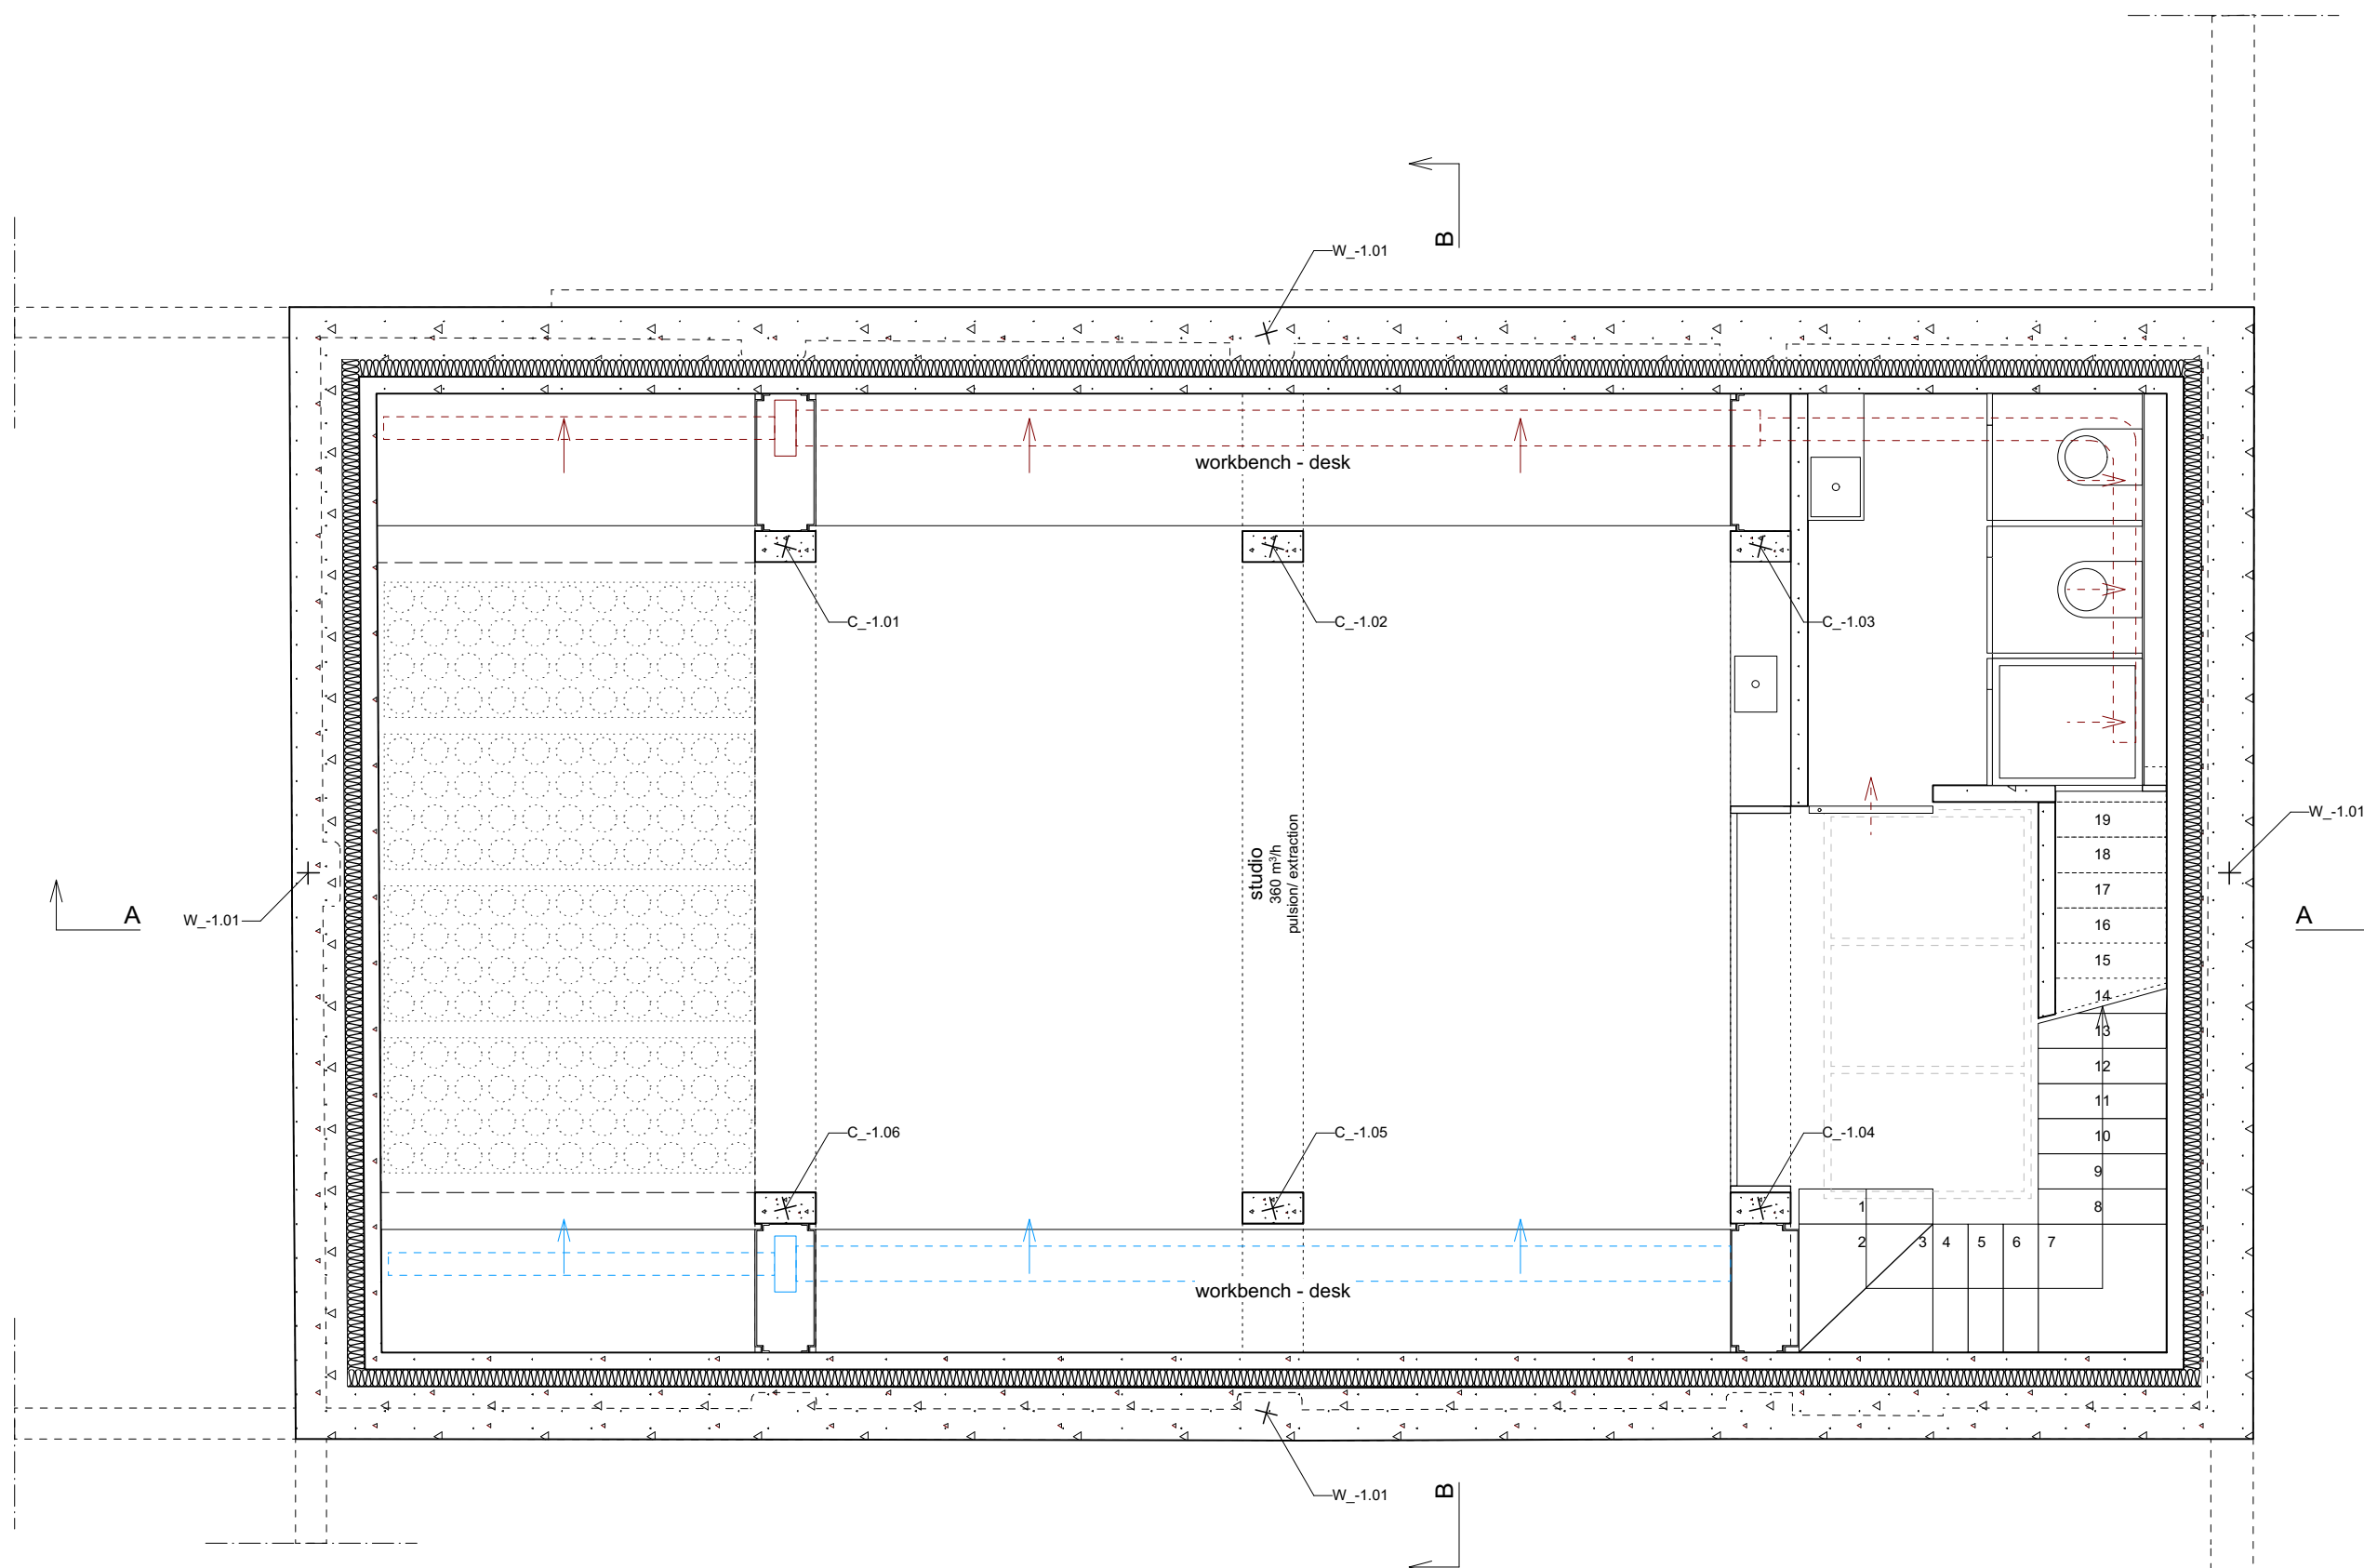 B
W_-1.01
workbench - desk
C_-1.01
C_-1.02
C_-1.03
studio
360 m³/h
pulsion/ extraction
W_-1.01
A
W_-1.01
A
19
18
17
16
15
14
13
12
11
10
9
8
C_-1.06
C_-1.05
C_-1.04
1
2
3
4
5
6
7
workbench - desk
W_-1.01
B